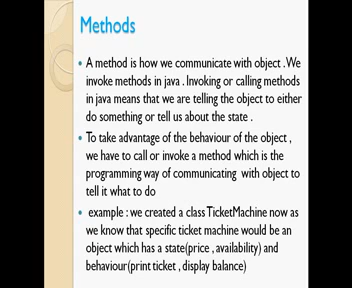 Methods
A method is how we communicate with object . We
invoke methods in java . Invoking or calling methods
in java means that we are telling the object to either
do something or tell us about the state .
To take advantage of the behaviour of the object ,
we have to call or invoke a method which is the
programming way of communicating with object to
tell it what to do
example : we created a class TicketMachine now as
we know that specific ticket machine would be an
object which has a state(price , availability) and
behaviour(print ticket , display balance)